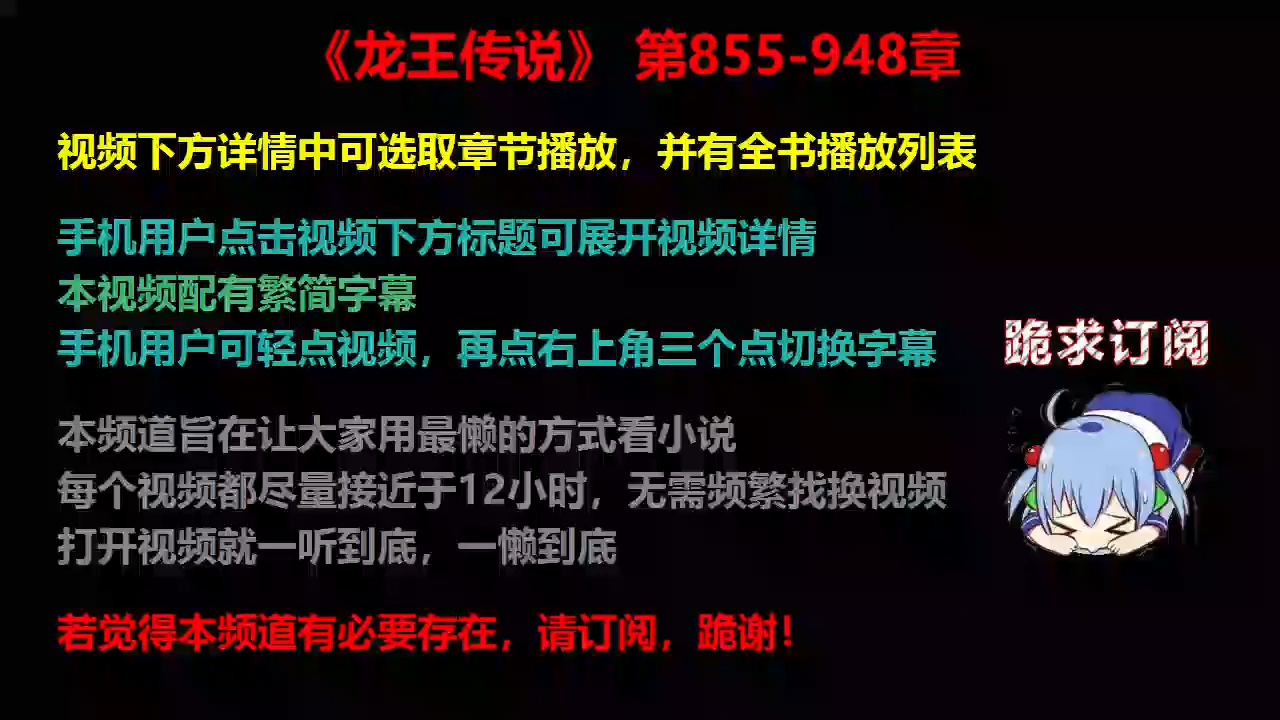 《龙王传说》 第855-948章
视频下方详情中可选取章节播放，并有全书播放列表
手机用户点击视频下方标题可展开视频详情
本视频配有繁简字幕
手机用户可轻点视频，再点右上角三个点切换字幕
跪求订阅
本频道旨在让大家用最懒的方式看小说
每个视频都尽量接近于12小时，无需频繁找换视频
打开视频就一听到底，一懒到底
若觉得本频道有必要存在，请订阅，跪谢！